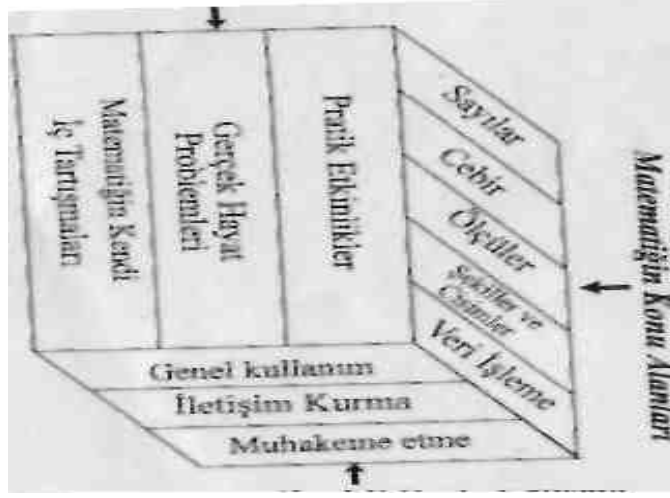 Matematiğin Kendi
İç Tartışmaları
Gerçek Hayat
Problemleri
Pratik Etkinlikler
Sayılar
Cebir
Ölçüler
Şekiller ve
Cisimler
Veri İşleme
Matematiğin Konu Alanları
Genel kullanım
İletişim Kurma
Muhakeme etme